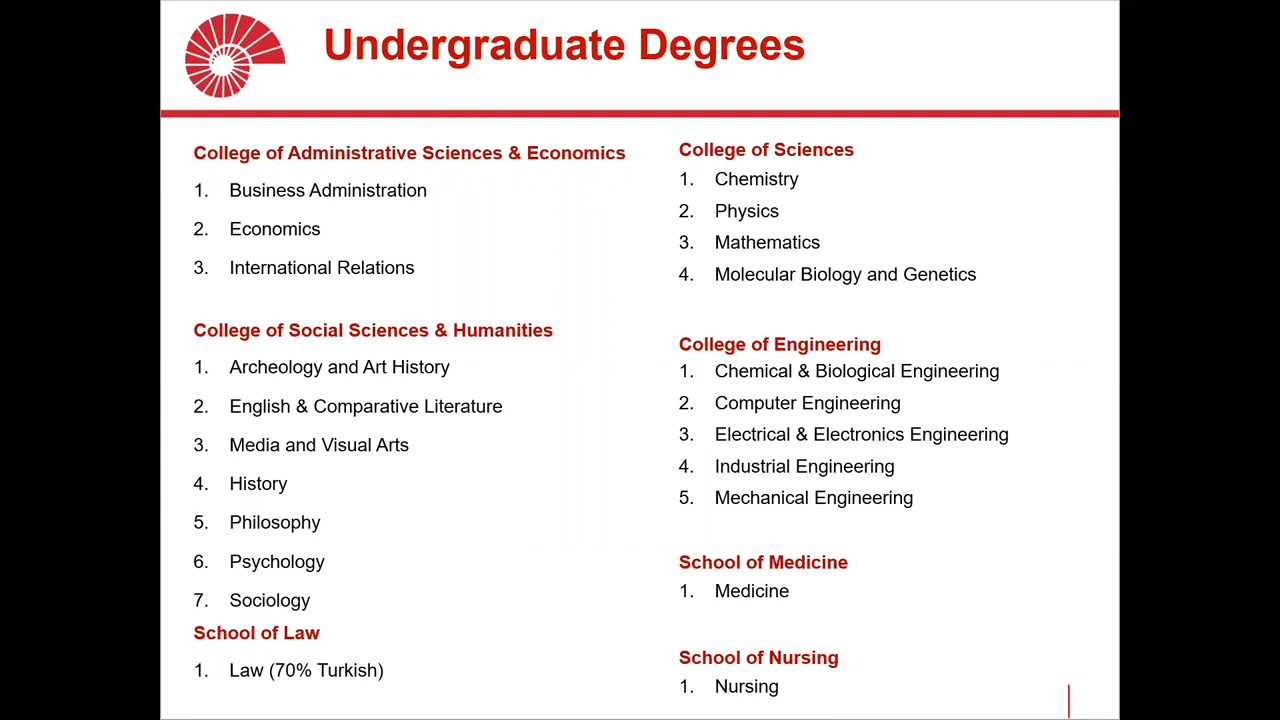 Undergraduate Degrees
College of Administrative Sciences & Economics
1. Business Administration
2. Economics
3. International Relations
College of Social Sciences & Humanities
1. Archeology and Art History
2. English & Comparative Literature
3. Media and Visual Arts
4. History
5. Philosophy
6. Psychology
7. Sociology
School of Law
1. Law (70% Turkish)
College of Sciences
1. Chemistry
2. Physics
3. Mathematics
4. Molecular Biology and Genetics
College of Engineering
1. Chemical & Biological Engineering
2. Computer Engineering
3. Electrical & Electronics Engineering
4. Industrial Engineering
5. Mechanical Engineering
School of Medicine
1. Medicine
School of Nursing
1. Nursing